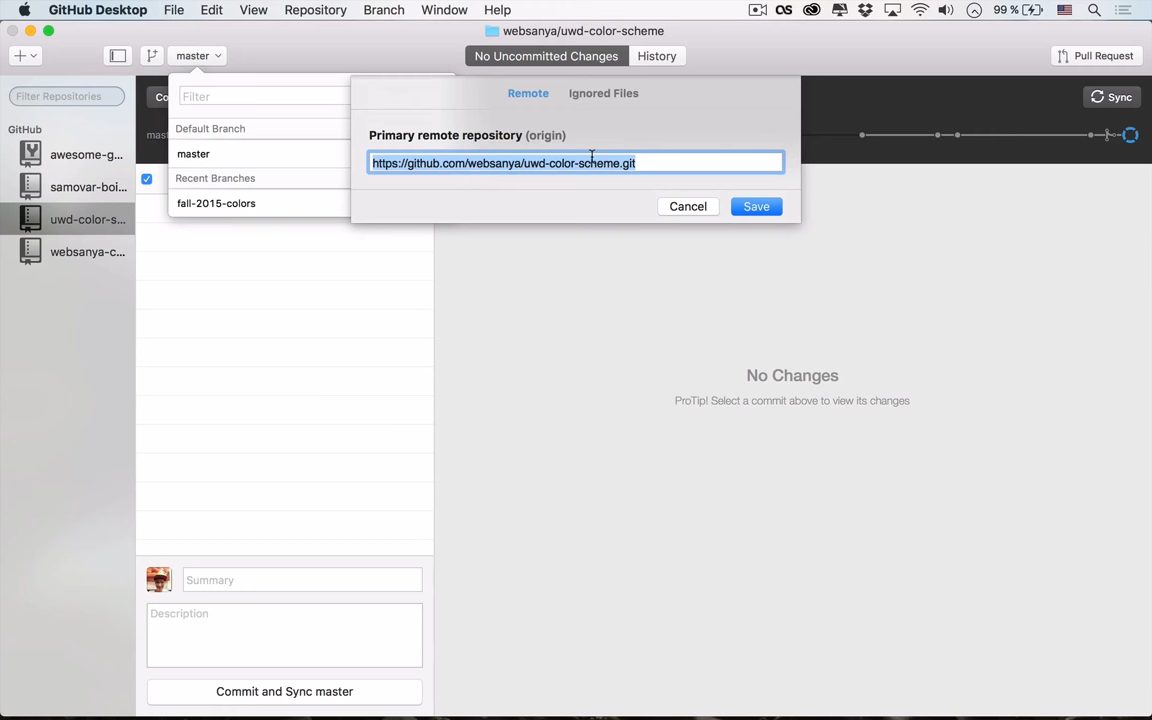 GitHub Desktop File Edit View Repository Branch Window Help 99 %
websanya/uwd-color-scheme
master No Uncommitted Changes History Pull Request
Filter Repositories
Filter
Co
Sync
Remote Ignored Files
GitHub
Default Branch
mast
Primary remote repository (origin)
awesome-g...
master
https://github.com/websanya/uwd-color-scheme.git
Recent Branches
samovar-boi...
fall-2015-colors
Cancel Save
uwd-color-s...
websanya-c...
No Changes
ProTip! Select a commit above to view its changes
Summary
Description
Commit and Sync master